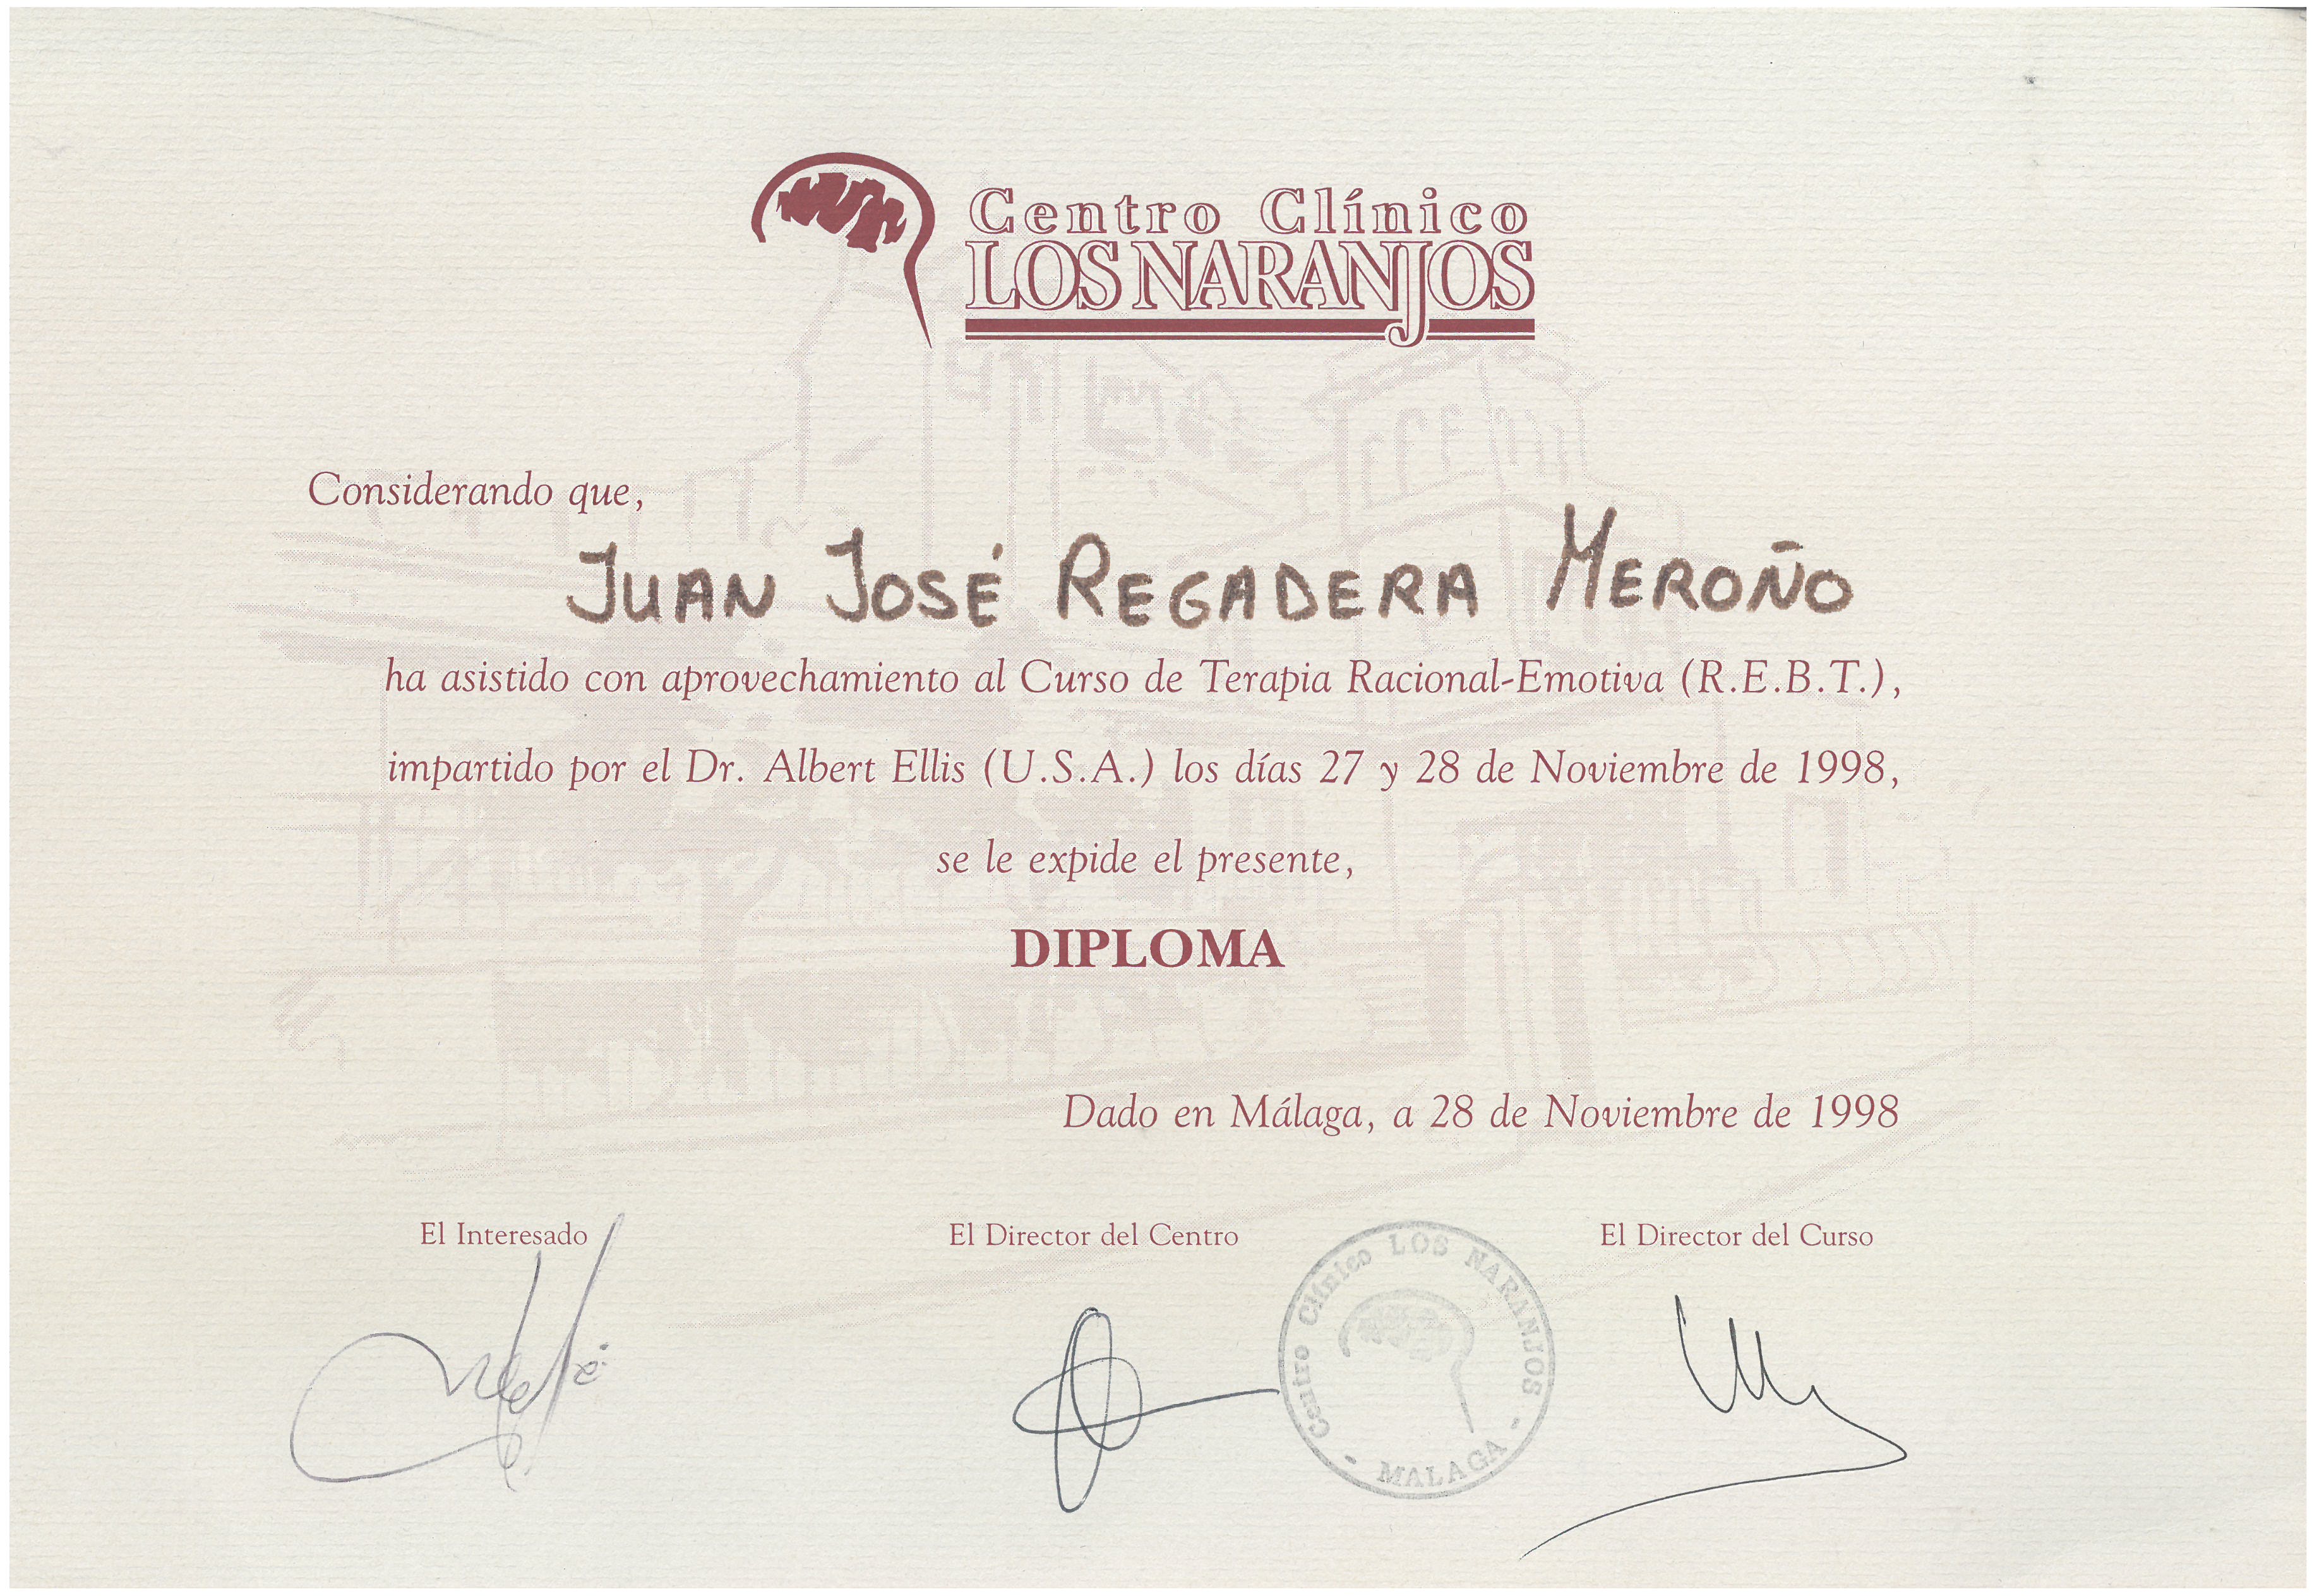 Centro Clínico
LOS NARANJOS
Considerando que,
JUAN JOSÉ REGADERA MEROÑO
ha asistido con aprovechamiento al Curso de Terapia Racional-Emotiva (R.E.B.T.),
impartido por el Dr. Albert Ellis (U.S.A.) los días 27 y 28 de Noviembre de 1998,
se le expide el presente,
DIPLOMA
Dado en Málaga, a 28 de Noviembre de 1998
El Interesado
El Director del Centro
El Director del Curso
Centro Clínico LOS NARANJOS
- MALAGA -